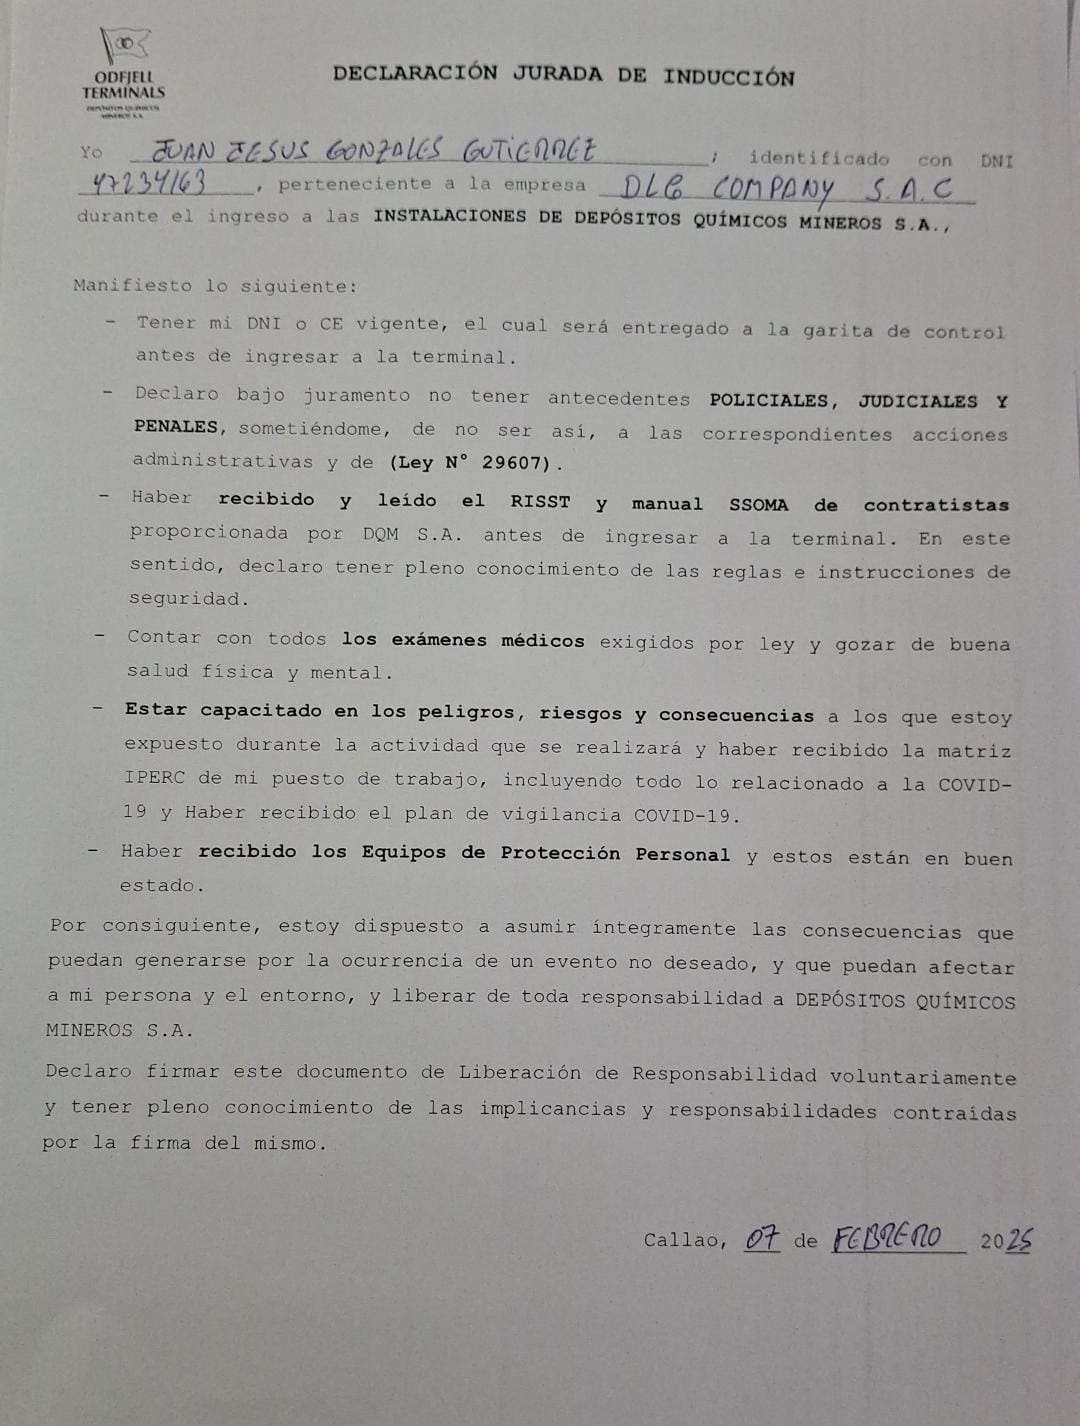 ODFJELL
TERMINALS
DEPÓSITOS QUÍMICOS
MINEROS S.A.
DECLARACIÓN JURADA DE INDUCCIÓN
Yo JUAN JESUS GONZALES GUTIERREZ ; identificado con DNI
47234163 , perteneciente a la empresa DLG COMPANY S.A.C
durante el ingreso a las INSTALACIONES DE DEPÓSITOS QUÍMICOS MINEROS S.A.,
Manifiesto lo siguiente:
- Tener mi DNI o CE vigente, el cual será entregado a la garita de control
antes de ingresar a la terminal.
- Declaro bajo juramento no tener antecedentes POLICIALES, JUDICIALES Y
PENALES, sometiéndome, de no ser así, a las correspondientes acciones
administrativas y de (Ley N° 29607).
- Haber recibido y leído el RISST y manual SSOMA de contratistas
proporcionada por DQM S.A. antes de ingresar a la terminal. En este
sentido, declaro tener pleno conocimiento de las reglas e instrucciones de
seguridad.
- Contar con todos los exámenes médicos exigidos por ley y gozar de buena
salud física y mental.
- Estar capacitado en los peligros, riesgos y consecuencias a los que estoy
expuesto durante la actividad que se realizará y haber recibido la matriz
IPERC de mi puesto de trabajo, incluyendo todo lo relacionado a la COVID-
19 y Haber recibido el plan de vigilancia COVID-19.
- Haber recibido los Equipos de Protección Personal y estos están en buen
estado.
Por consiguiente, estoy dispuesto a asumir íntegramente las consecuencias que
puedan generarse por la ocurrencia de un evento no deseado, y que puedan afectar
a mi persona y el entorno, y liberar de toda responsabilidad a DEPÓSITOS QUÍMICOS
MINEROS S.A.
Declaro firmar este documento de Liberación de Responsabilidad voluntariamente
y tener pleno conocimiento de las implicancias y responsabilidades contraídas
por la firma del mismo.
Callao, 07 de FEBRERO 2025